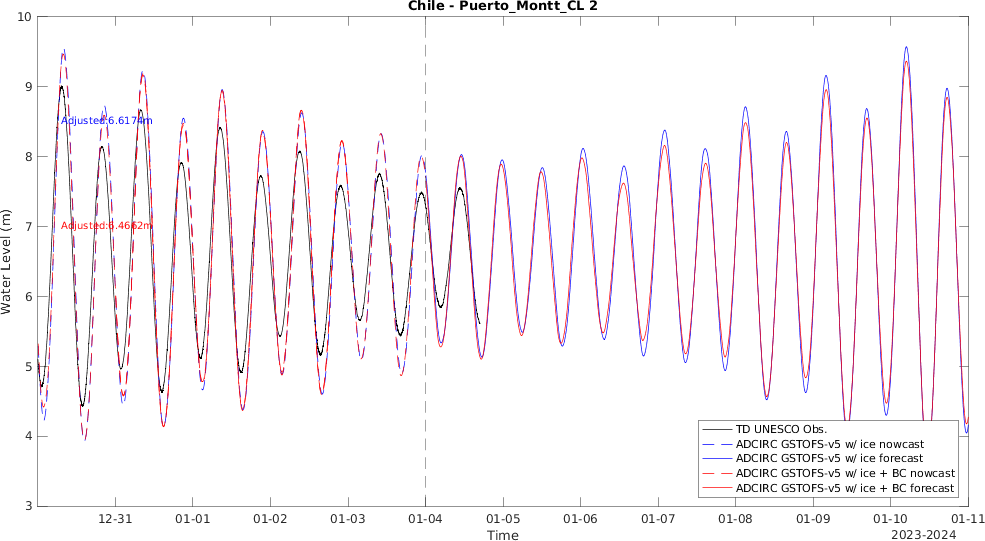 Chile - Puerto_Montt_CL 2
10
9
8
7
6
5
4
3
Water Level (m)
Adjusted:6.6174m
Adjusted:6.4662m
TD UNESCO Obs.
ADCIRC GSTOFS-v5 w/ ice nowcast
ADCIRC GSTOFS-v5 w/ ice forecast
ADCIRC GSTOFS-v5 w/ ice + BC nowcast
ADCIRC GSTOFS-v5 w/ ice + BC forecast
12-31 01-01 01-02 01-03 01-04 01-05 01-06 01-07 01-08 01-09 01-10 01-11
Time
2023-2024